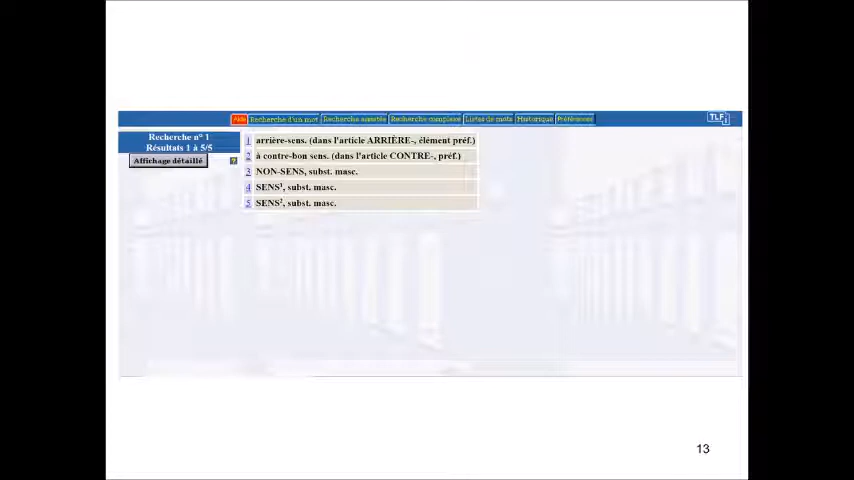 Aide Recherche d'un mot Recherche assistée Recherche complexe Listes de mots Historique Préférences TLFi
Recherche n° 1
Résultats 1 à 5/5
Affichage détaillé ?
1 arrière-sens. (dans l'article ARRIÈRE-, élément préf.)
2 à contre-bon sens. (dans l'article CONTRE-, préf.)
3 NON-SENS, subst. masc.
4 SENS¹, subst. masc.
5 SENS², subst. masc.
13